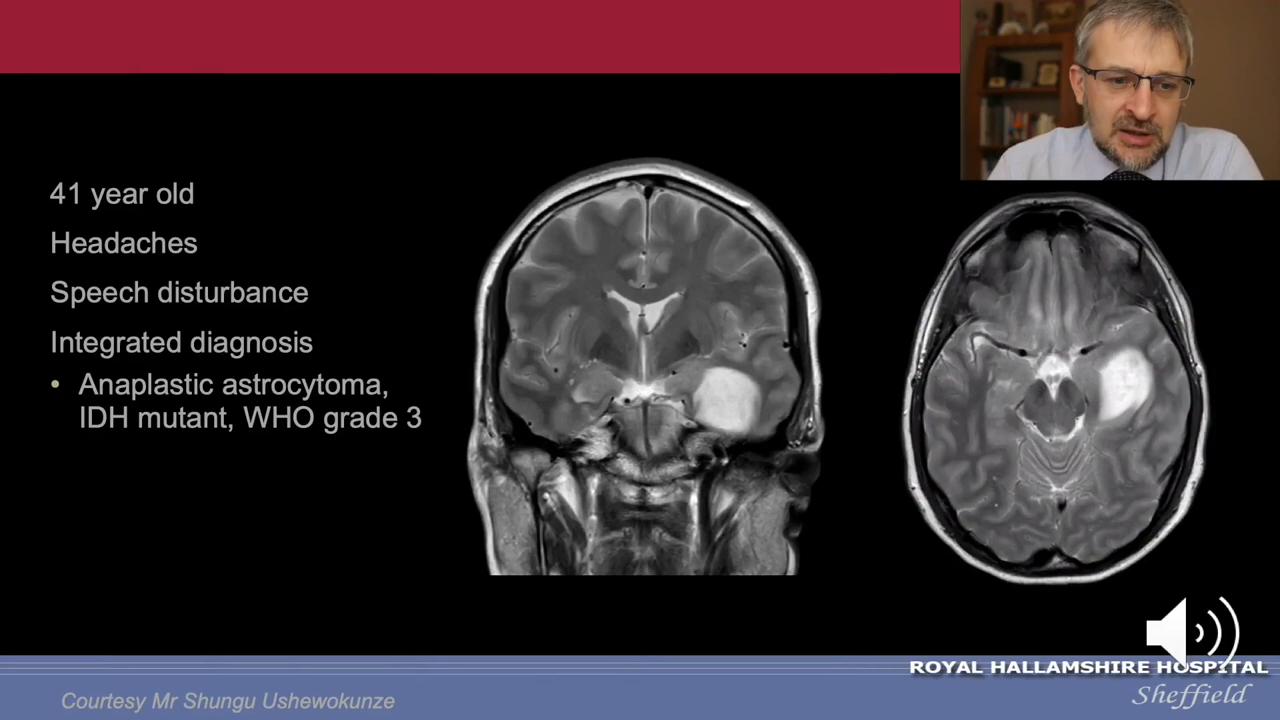 41 year old
Headaches
Speech disturbance
Integrated diagnosis
• Anaplastic astrocytoma,
IDH mutant, WHO grade 3
ROYAL HALLAMSHIRE HOSPITAL
Sheffield
Courtesy Mr Shungu Ushewokunze